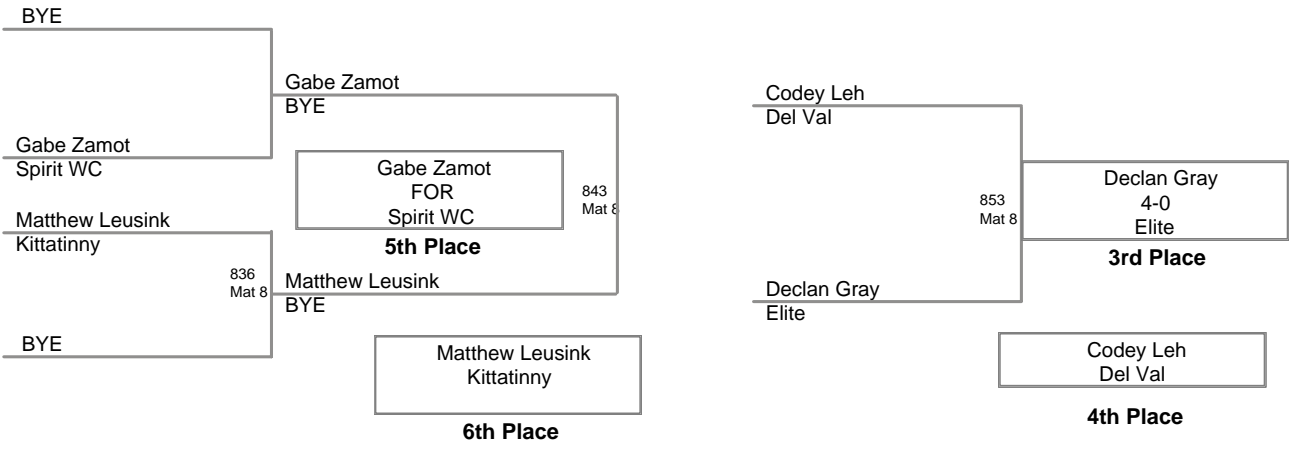 BYE
Gabe Zamot
BYE
Gabe Zamot
Spirit WC
Gabe Zamot
FOR
Spirit WC
5th Place
843
Mat 8
Matthew Leusink
Kittatinny
836
Mat 8
Matthew Leusink
BYE
BYE
Matthew Leusink
Kittatinny
6th Place
Codey Leh
Del Val
853
Mat 8
Declan Gray
4-0
Elite
3rd Place
Declan Gray
Elite
Codey Leh
Del Val
4th Place